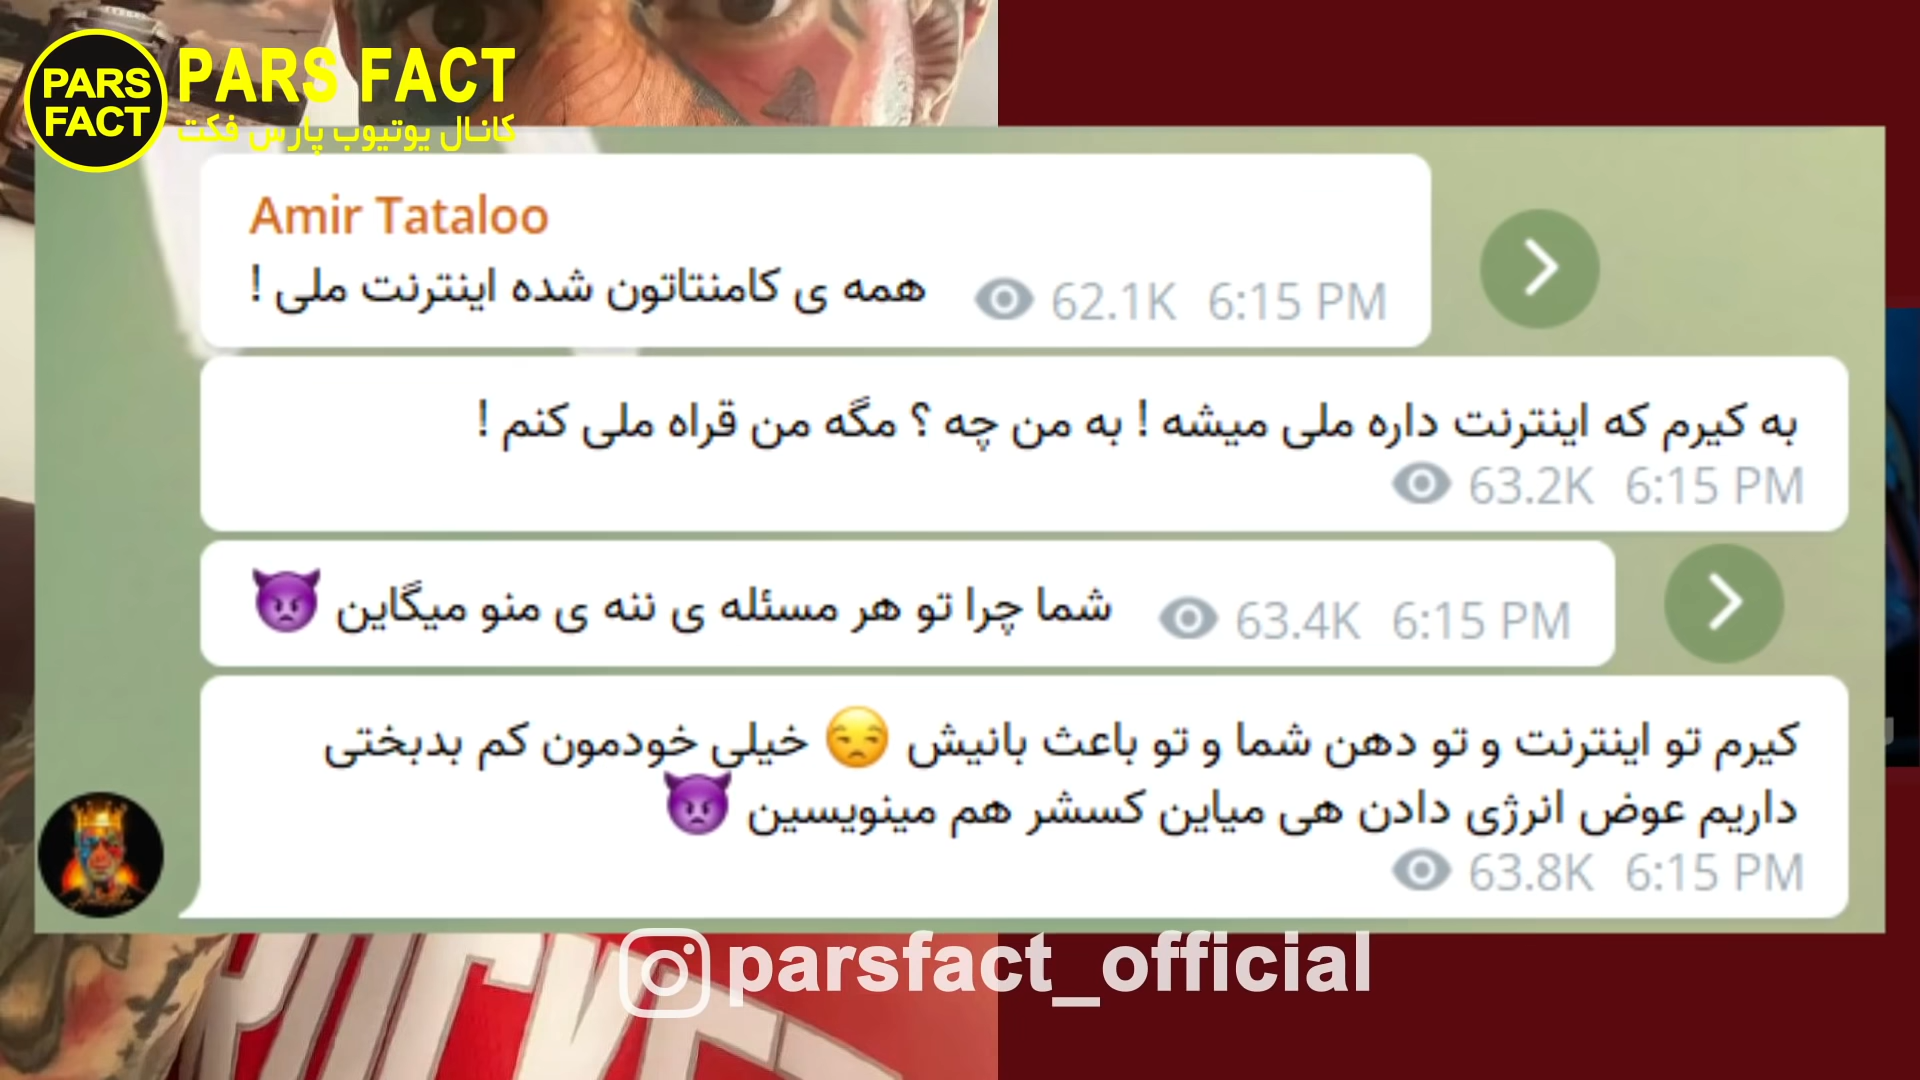 PARS
FACT
PARS FACT
کانال یوتیوب پارس فکت
Amir Tataloo
همه ی کامنتاتون شده اینترنت ملی !
62.1K 6:15 PM
به کیرم که اینترنت داره ملی میشه ! به من چه ؟ مگه من قراه ملی کنم !
63.2K 6:15 PM
شما چرا تو هر مسئله ی ننه ی منو میگاین 👿
63.4K 6:15 PM
کیرم تو اینترنت و تو دهن شما و تو باعث بانیش 😒 خیلی خودمون کم بدبختی
داریم عوض انرژی دادن هی میاین کسشر هم مینویسین 👿
63.8K 6:15 PM
parsfact_official